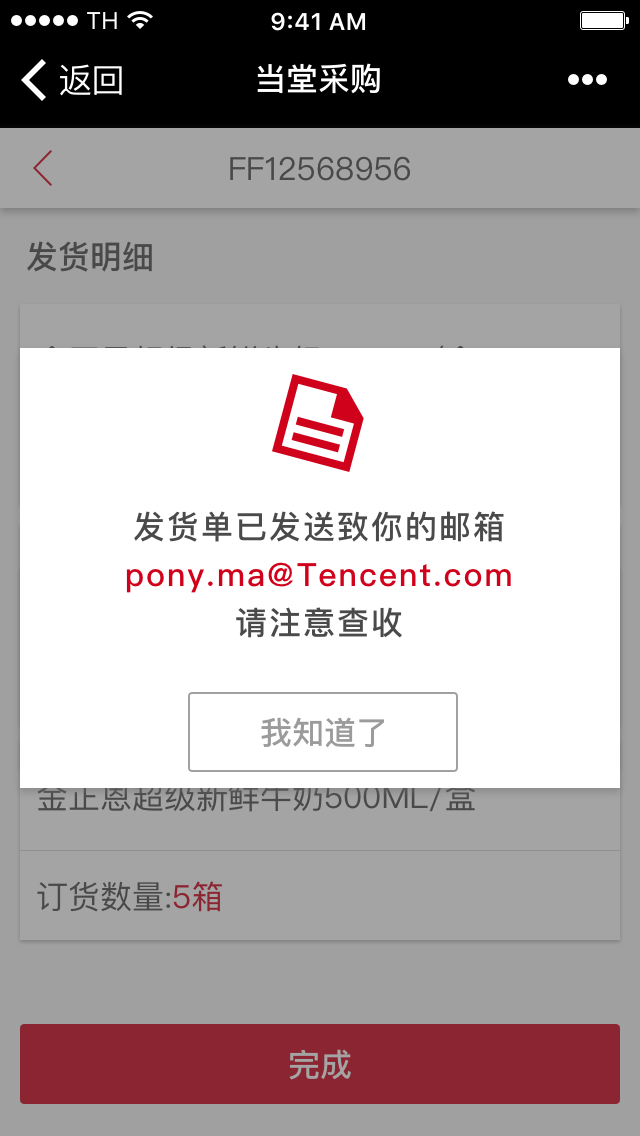 TH 9:41 AM
返回 当堂采购
FF12568956
发货明细
发货单已发送致你的邮箱
pony.ma@Tencent.com
请注意查收
我知道了
金正恩超级新鲜牛奶500ML/盒
订货数量:5箱
完成